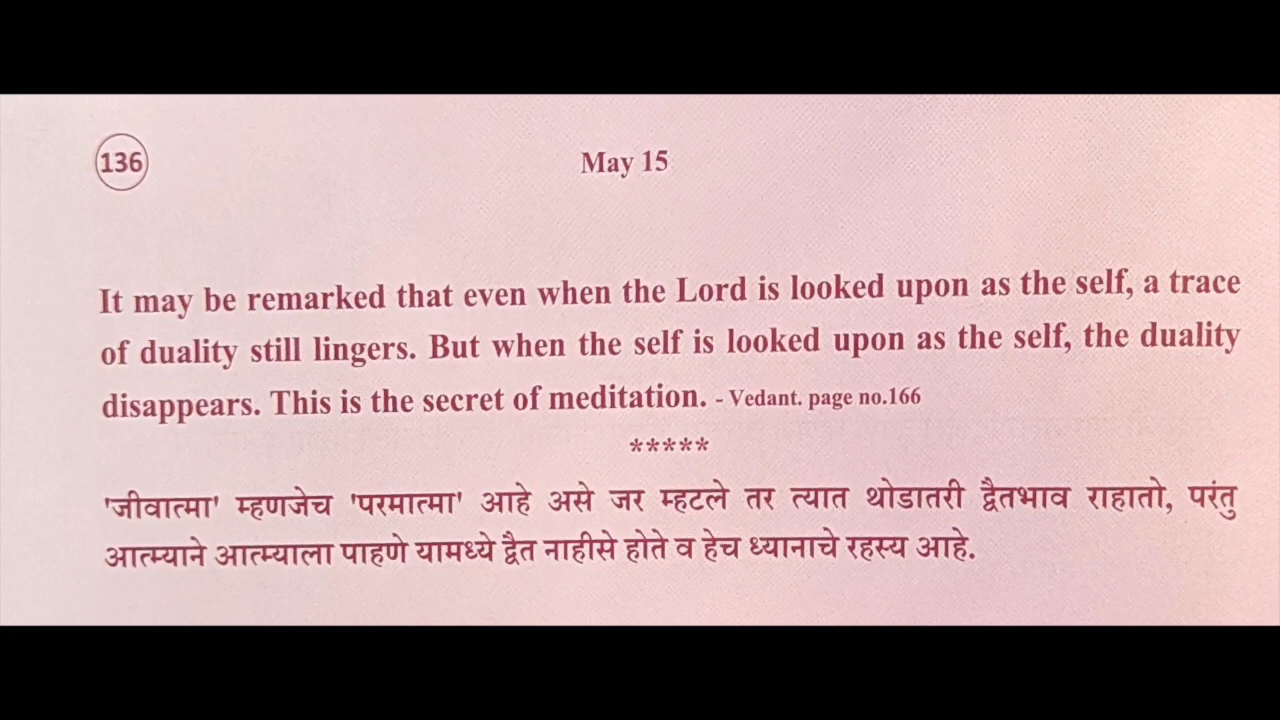 136
May 15
It may be remarked that even when the Lord is looked upon as the self, a trace
of duality still lingers. But when the self is looked upon as the self, the duality
disappears. This is the secret of meditation. - Vedant. page no.166
*****
'जीवात्मा' म्हणजेच 'परमात्मा' आहे असे जर म्हटले तर त्यात थोडातरी द्वैतभाव राहातो, परंतु
आत्म्याने आत्म्याला पाहणे यामध्ये द्वैत नाहीसे होते व हेच ध्यानाचे रहस्य आहे.